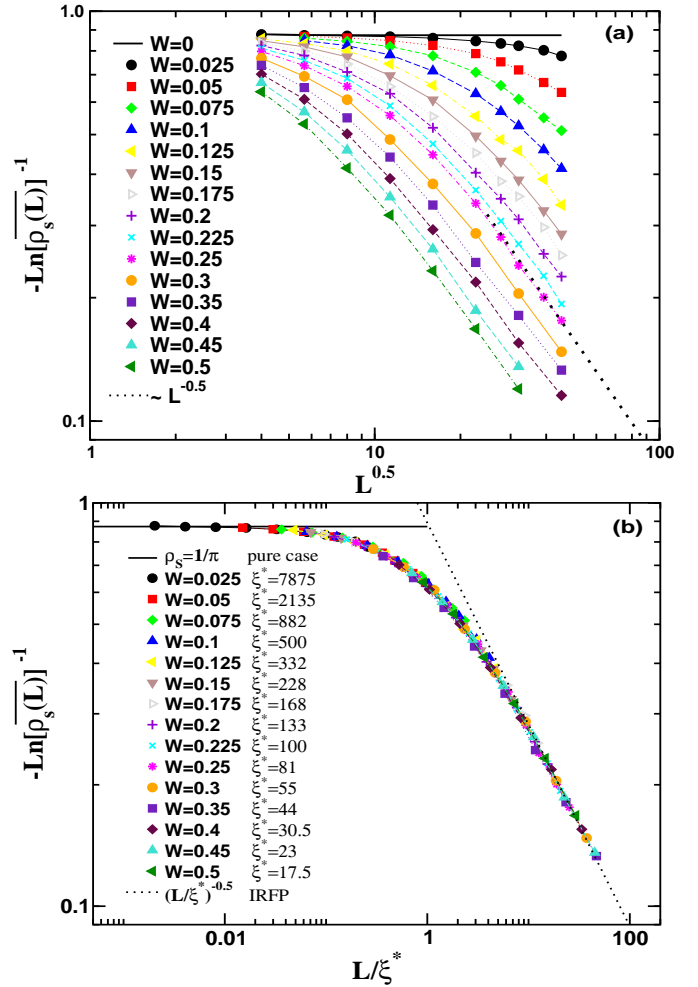 (a)
1.0
0.1
-Ln[ρs(L)]⁻¹
W=0
W=0.025
W=0.05
W=0.075
W=0.1
W=0.125
W=0.15
W=0.175
W=0.2
W=0.225
W=0.25
W=0.3
W=0.35
W=0.4
W=0.45
W=0.5
~ L^-0.5
1 10 100
L^0.5
(b)
1
0.1
-Ln[ρs(L)]⁻¹
ρs=1/π pure case
W=0.025 ξ*=7875
W=0.05 ξ*=2135
W=0.075 ξ*=882
W=0.1 ξ*=500
W=0.125 ξ*=332
W=0.15 ξ*=228
W=0.175 ξ*=168
W=0.2 ξ*=133
W=0.225 ξ*=100
W=0.25 ξ*=81
W=0.3 ξ*=55
W=0.35 ξ*=44
W=0.4 ξ*=30.5
W=0.45 ξ*=23
W=0.5 ξ*=17.5
(L/ξ*)^-0.5 IRFP
0.01 1 100
L/ξ*